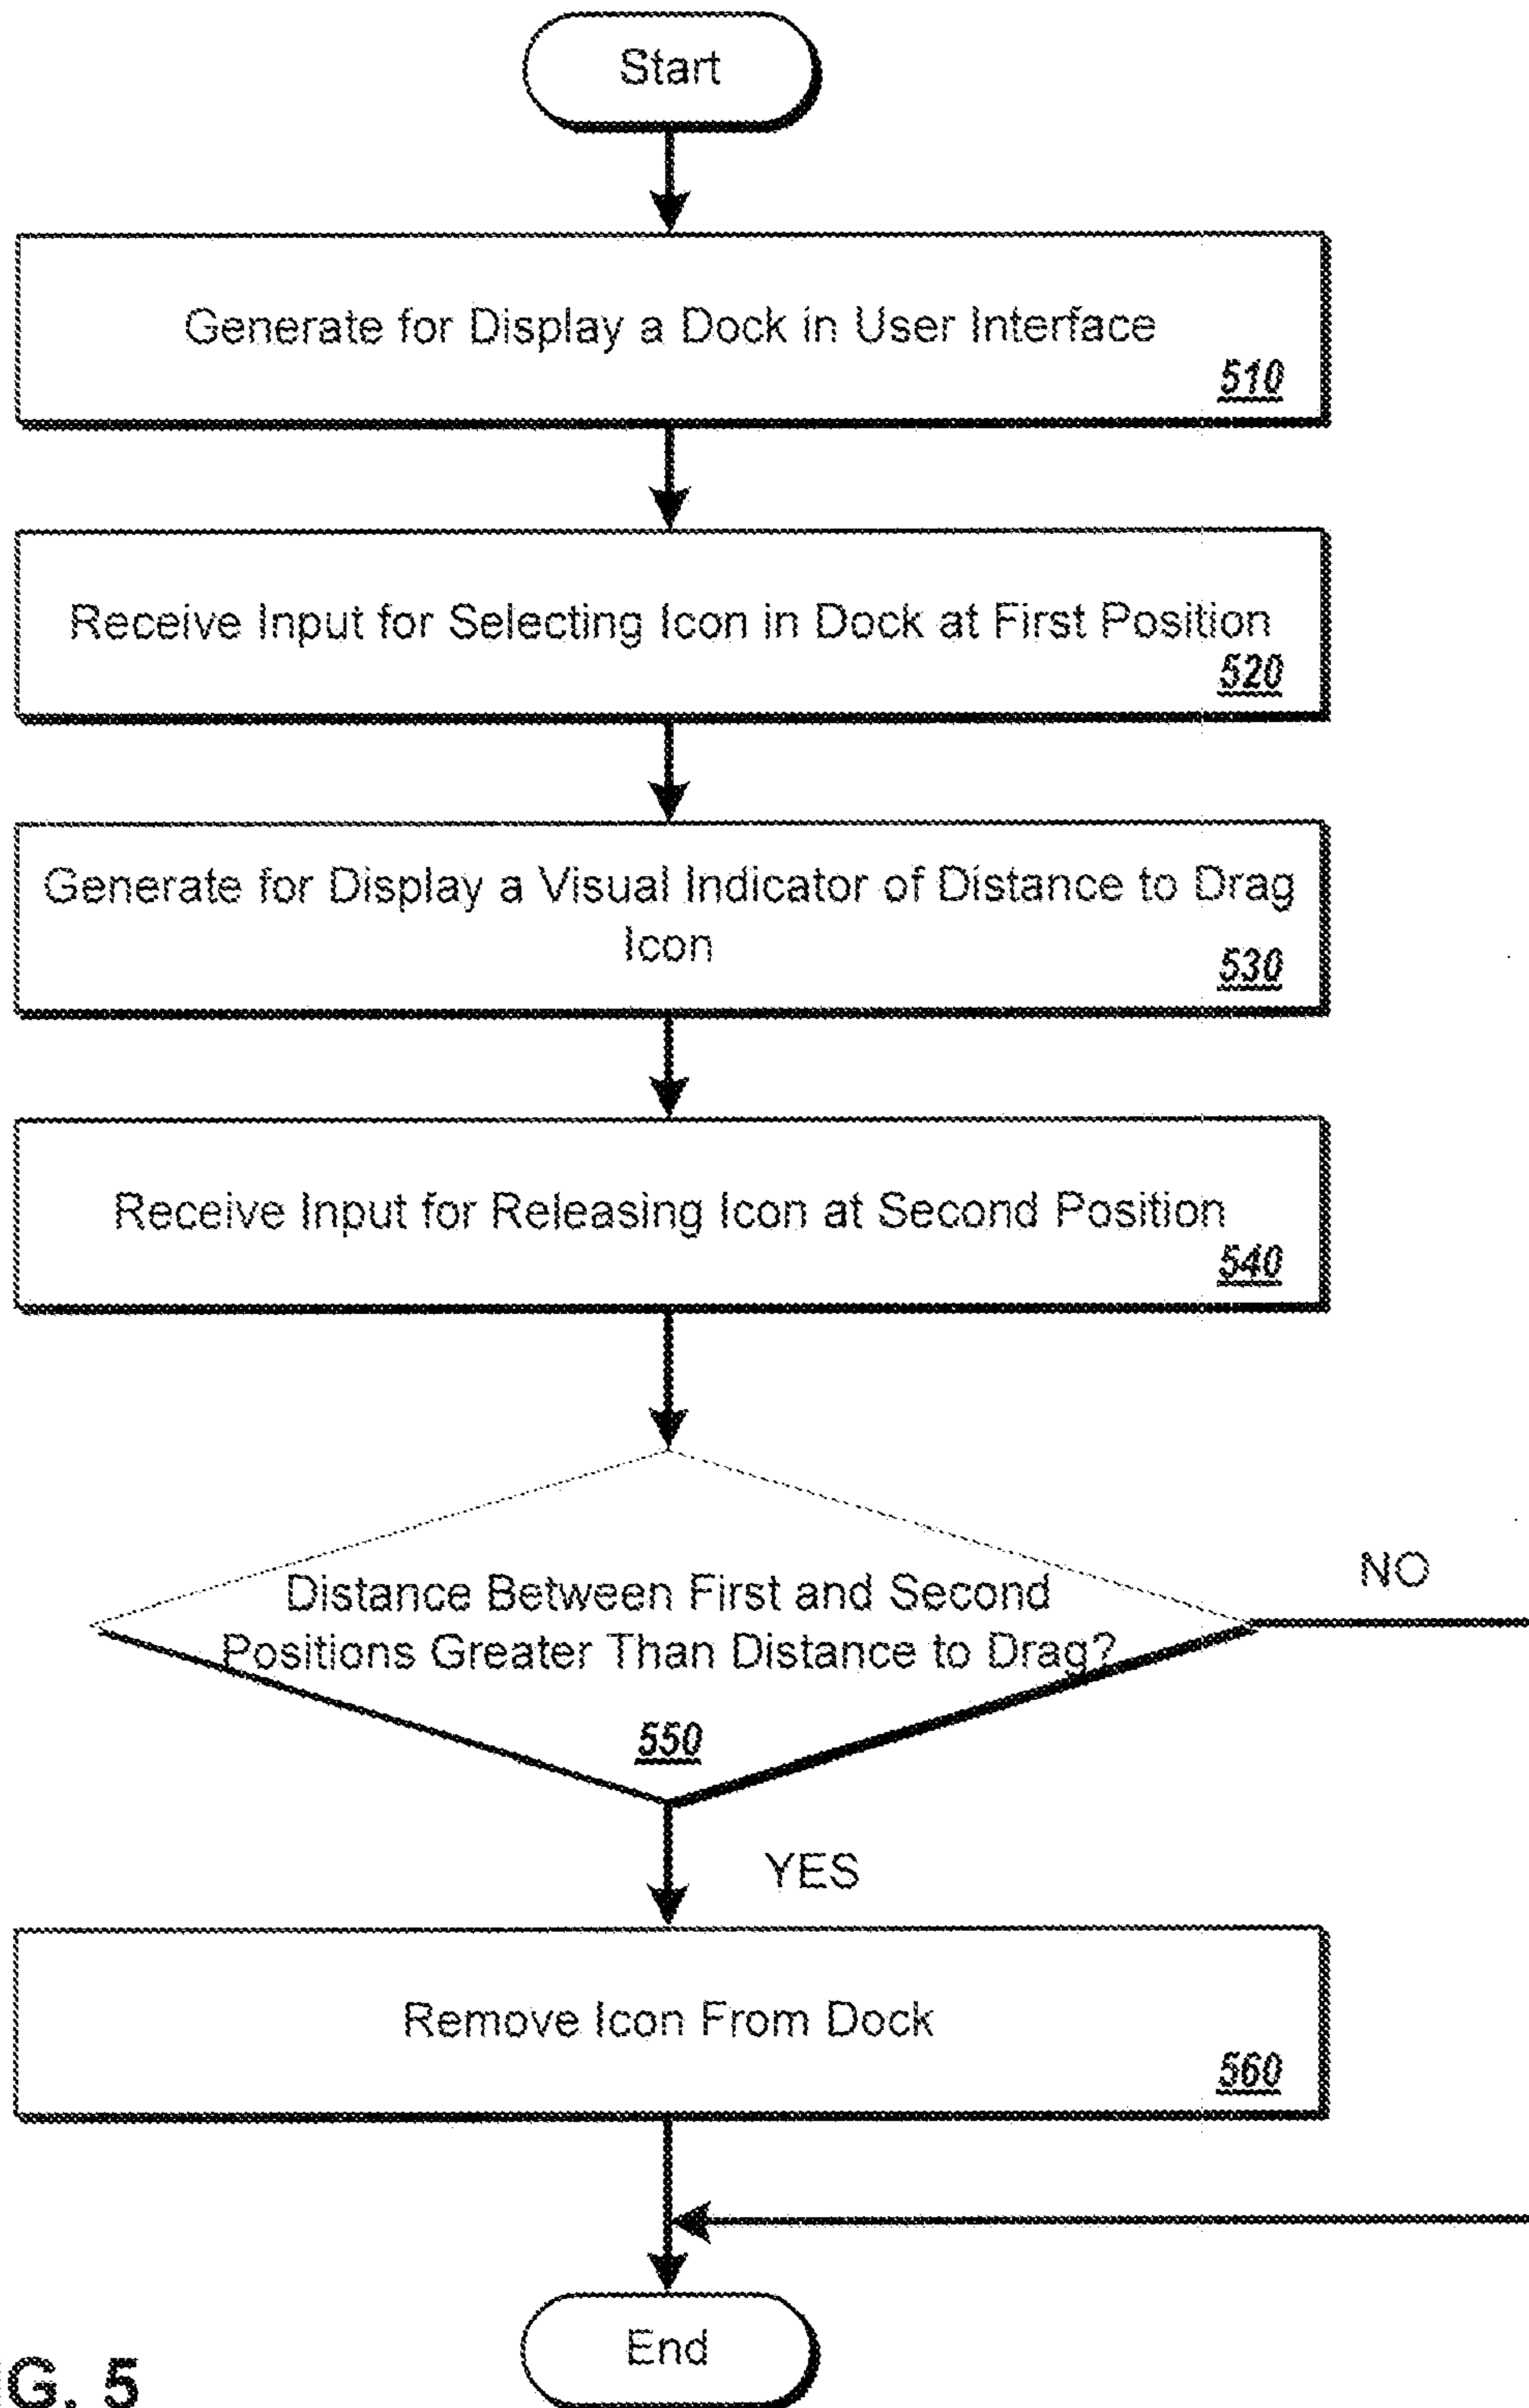 Start
Generate for Display a Dock in User Interface
510
Receive Input for Selecting Icon in Dock at First Position
520
Generate for Display a Visual Indicator of Distance to Drag
Icon
530
Receive Input for Releasing Icon at Second Position
540
NO
Distance Between First and Second
Positions Greater Than Distance to Drag?
550
YES
Remove Icon From Dock
560
End
G. 5